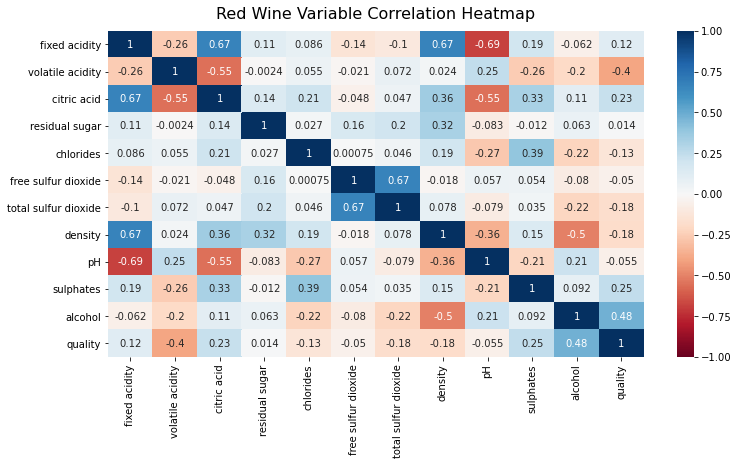 Red Wine Variable Correlation Heatmap
fixed acidity 1 -0.26 0.67 0.11 0.086 -0.14 -0.1 0.67 -0.69 0.19 -0.062 0.12
volatile acidity -0.26 1 -0.55 -0.0024 0.055 -0.021 0.072 0.024 0.25 -0.26 -0.2 -0.4
citric acid 0.67 -0.55 1 0.14 0.21 -0.048 0.047 0.36 -0.55 0.33 0.11 0.23
residual sugar 0.11 -0.0024 0.14 1 0.027 0.16 0.2 0.32 -0.083 -0.012 0.063 0.014
chlorides 0.086 0.055 0.21 0.027 1 0.00075 0.046 0.19 -0.27 0.39 -0.22 -0.13
free sulfur dioxide -0.14 -0.021 -0.048 0.16 0.00075 1 0.67 -0.018 0.057 0.054 -0.08 -0.05
total sulfur dioxide -0.1 0.072 0.047 0.2 0.046 0.67 1 0.078 -0.079 0.035 -0.22 -0.18
density 0.67 0.024 0.36 0.32 0.19 -0.018 0.078 1 -0.36 0.15 -0.5 -0.18
pH -0.69 0.25 -0.55 -0.083 -0.27 0.057 -0.079 -0.36 1 -0.21 0.21 -0.055
sulphates 0.19 -0.26 0.33 -0.012 0.39 0.054 0.035 0.15 -0.21 1 0.092 0.25
alcohol -0.062 -0.2 0.11 0.063 -0.22 -0.08 -0.22 -0.5 0.21 0.092 1 0.48
quality 0.12 -0.4 0.23 0.014 -0.13 -0.05 -0.18 -0.18 -0.055 0.25 0.48 1
fixed acidity
volatile acidity
citric acid
residual sugar
chlorides
free sulfur dioxide
total sulfur dioxide
density
pH
sulphates
alcohol
quality
1.00
0.75
0.50
0.25
0.00
−0.25
−0.50
−0.75
−1.00